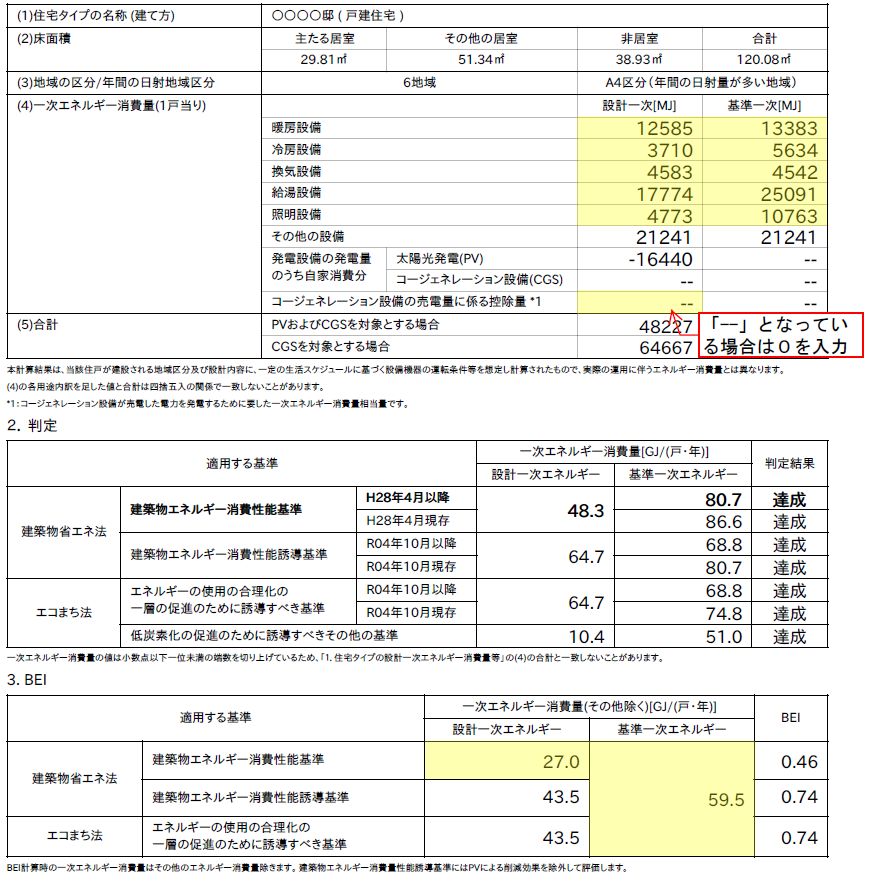 (1)住宅タイプの名称 (建て方) 〇〇〇〇邸 ( 戸建住宅 )
(2)床面積 主たる居室 その他の居室 非居室 合計
29.81㎡ 51.34㎡ 38.93㎡ 120.08㎡
(3)地域の区分/年間の日射地域区分 6地域 A4区分(年間の日射量が多い地域)
(4)一次エネルギー消費量(1戸当り) 設計一次[MJ] 基準一次[MJ]
暖房設備 12585 13383
冷房設備 3710 5634
換気設備 4583 4542
給湯設備 17774 25091
照明設備 4773 10763
その他の設備 21241 21241
発電設備の発電量のうち自家消費分 太陽光発電(PV) -16440 --
コージェネレーション設備(CGS) -- --
コージェネレーション設備の売電量に係る控除量 *1 -- --
(5)合計 PVおよびCGSを対象とする場合 48227
CGSを対象とする場合 64667
「--」となってい
る場合は０を入力
本計算結果は、当該住戸が建設される地域区分及び設計内容に、一定の生活スケジュールに基づく設備機器の運転条件等を想定し計算されたもので、実際の運用に伴うエネルギー消費量とは異なります。
(4)の各用途内訳を足した値と合計は四捨五入の関係で一致しないことがあります。
*1：コージェネレーション設備が売電した電力を発電するために要した一次エネルギー消費量相当量です。
2. 判定
適用する基準 一次エネルギー消費量[GJ/(戸・年)] 判定結果
設計一次エネルギー 基準一次エネルギー
建築物省エネ法 建築物エネルギー消費性能基準 H28年4月以降 48.3 80.7 達成
H28年4月現存 86.6 達成
建築物エネルギー消費性能誘導基準 R04年10月以降 64.7 68.8 達成
R04年10月現存 80.7 達成
エコまち法 エネルギーの使用の合理化の一層の促進のために誘導すべき基準 R04年10月以降 64.7 68.8 達成
R04年10月現存 74.8 達成
低炭素化の促進のために誘導すべきその他の基準 10.4 51.0 達成
一次エネルギー消費量の値は小数点以下一位未満の端数を切り上げているため、「1. 住宅タイプの設計一次エネルギー消費量等」の(4)の合計と一致しないことがあります。
3. BEI
適用する基準 一次エネルギー消費量(その他除く)[GJ/(戸・年)] BEI
設計一次エネルギー 基準一次エネルギー
建築物省エネ法 建築物エネルギー消費性能基準 27.0 59.5 0.46
建築物エネルギー消費性能誘導基準 43.5 0.74
エコまち法 エネルギーの使用の合理化の一層の促進のために誘導すべき基準 43.5 0.74
BEI計算時の一次エネルギー消費量はその他のエネルギー消費量除きます。建築物エネルギー消費量性能誘導基準にはPVによる削減効果を除外して評価します。